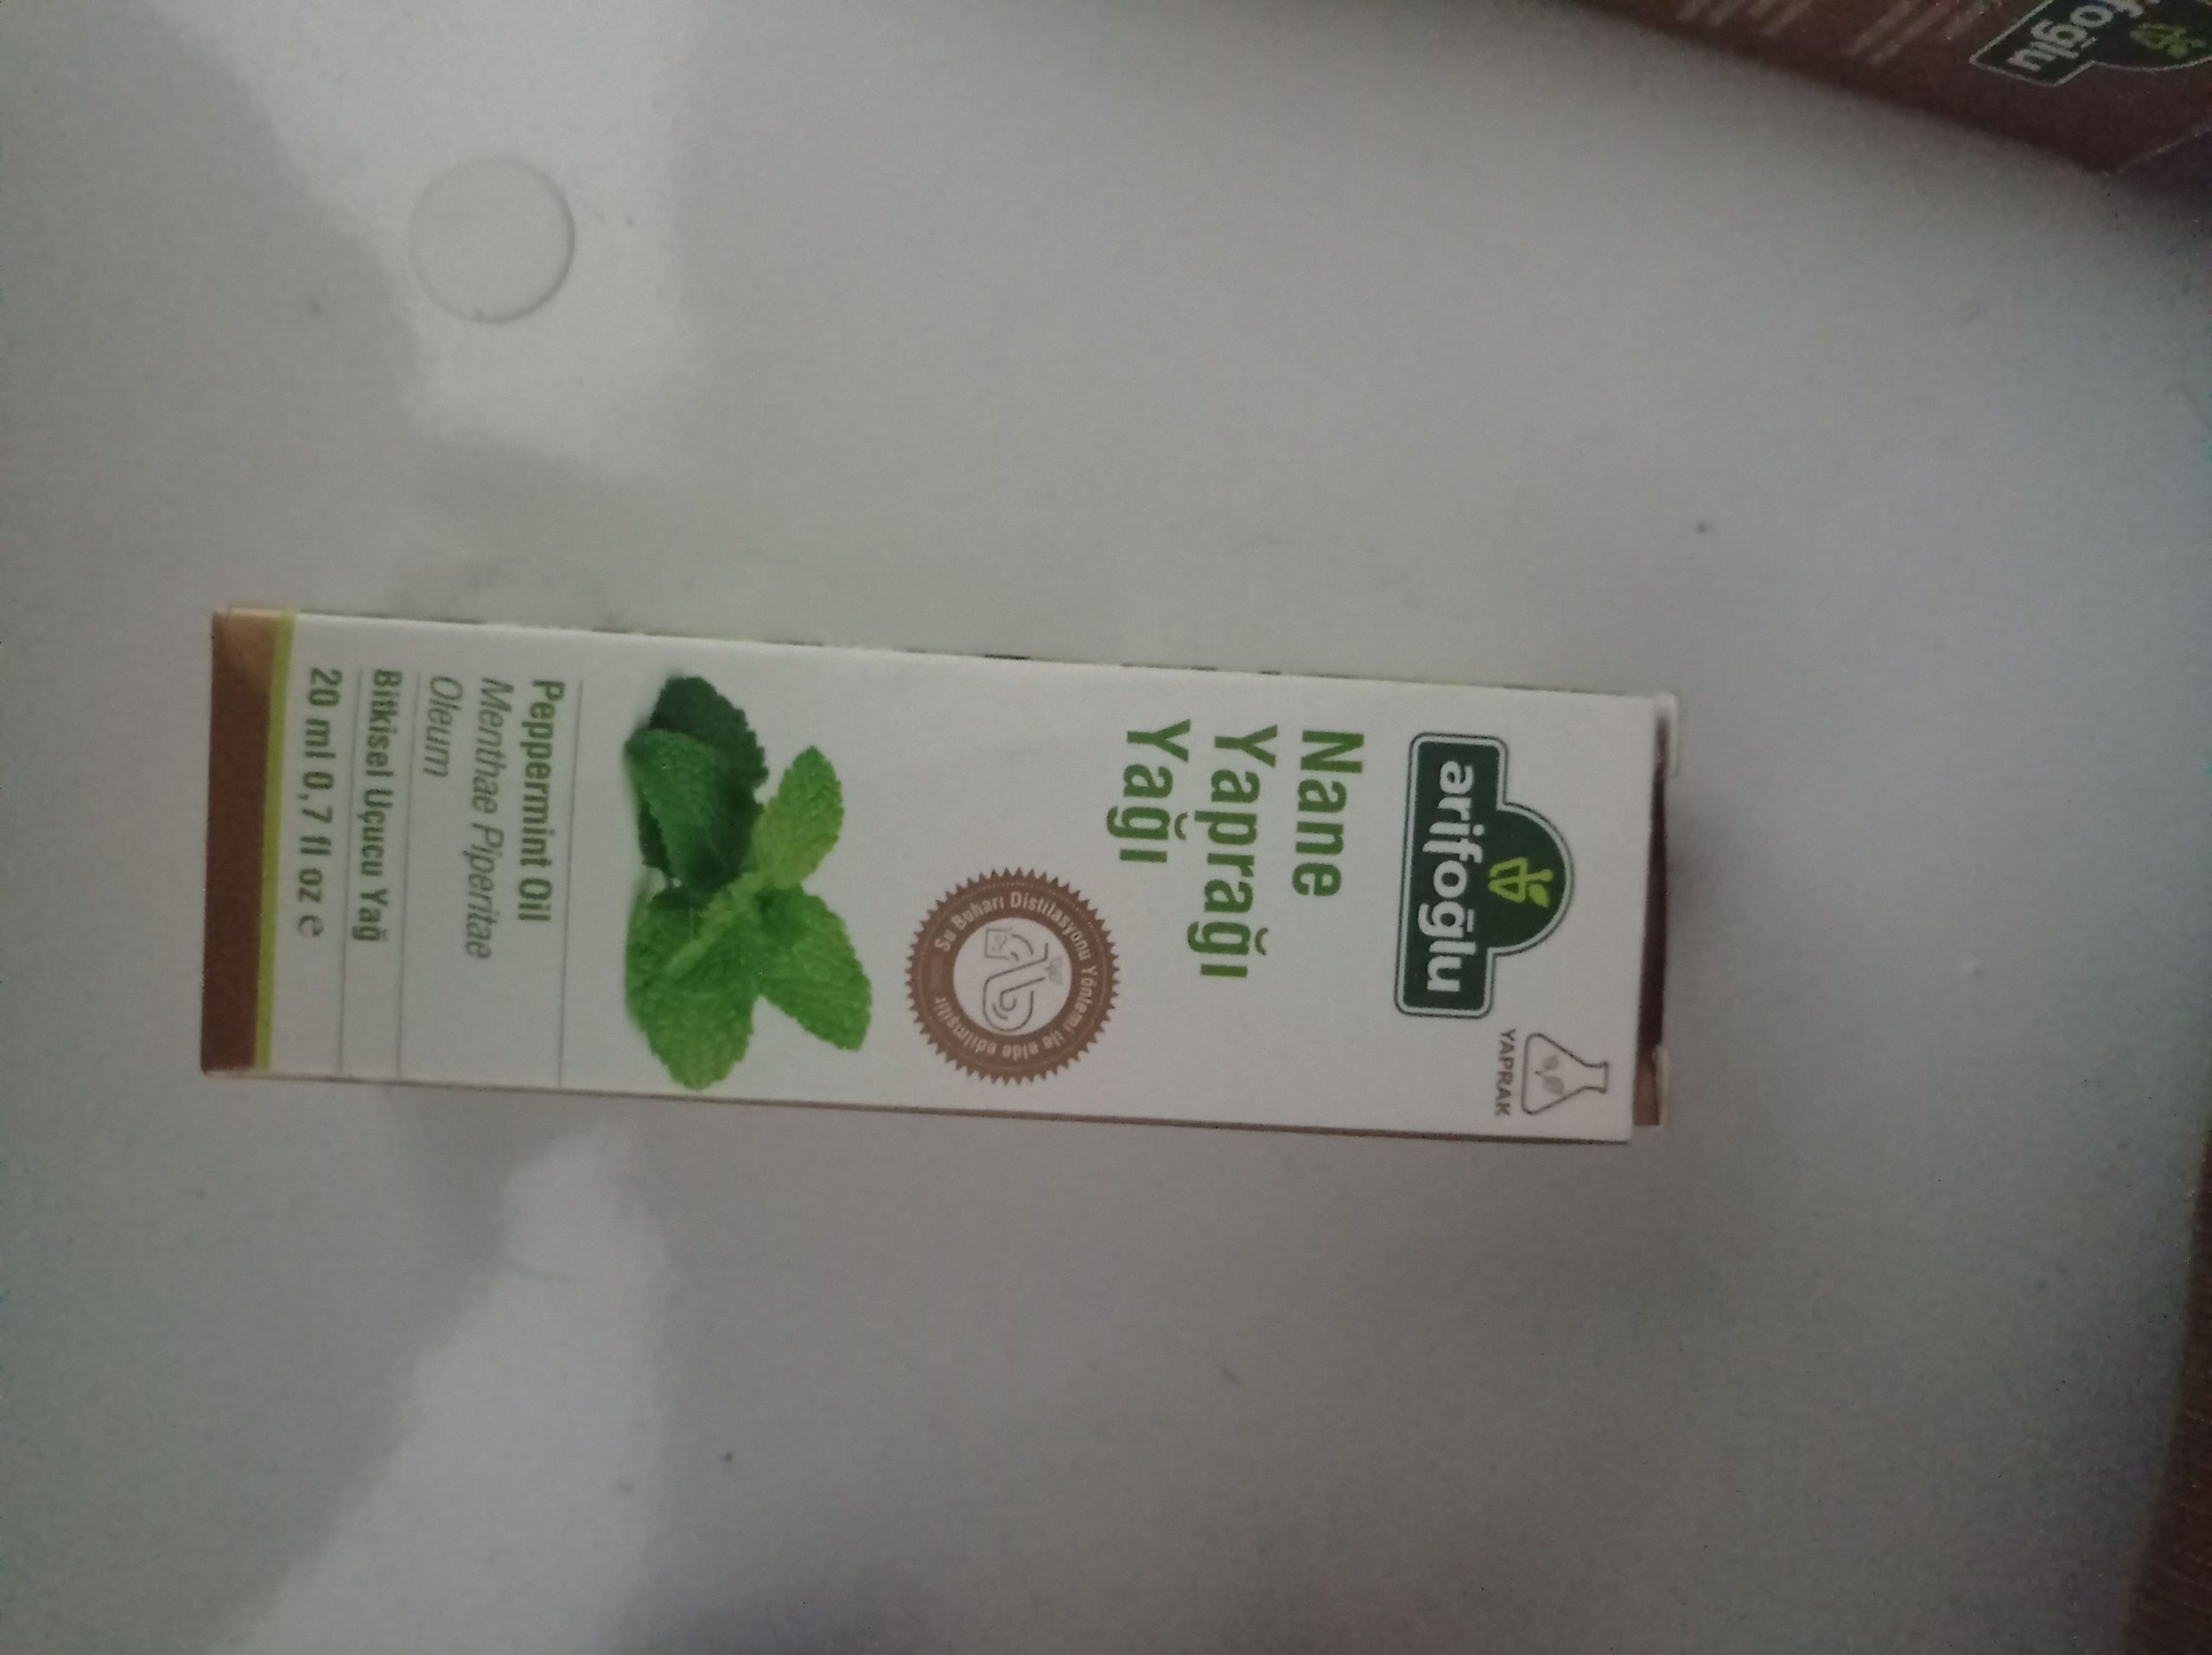 arifoğlu
YAPRAK
Nane
Yaprağı
Yağı
Su Buharı Distilasyonu Yöntemi ile elde edilmiştir
Peppermint Oil
Menthae Piperitae
Oleum
Bitkisel Uçucu Yağ
20 ml 0,7 fl oz e
ifoğlu